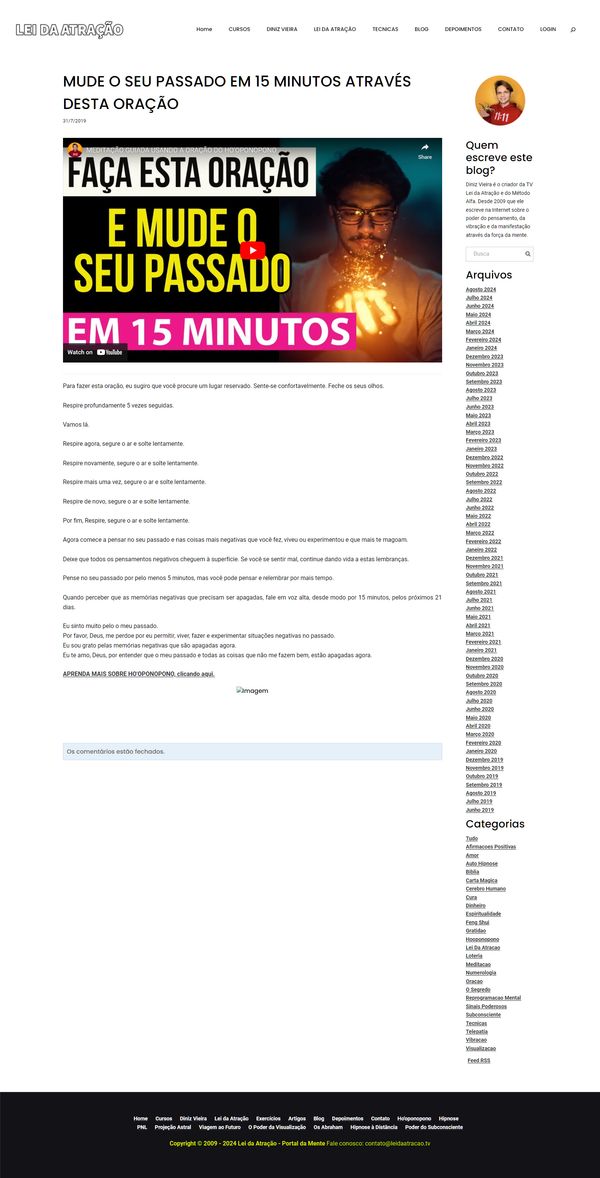 LEI DA ATRAÇÃO
Home CURSOS DINIZ VIEIRA LEI DA ATRAÇÃO TECNICAS BLOG DEPOIMENTOS CONTATO LOGIN
MUDE O SEU PASSADO EM 15 MINUTOS ATRAVÉS
DESTA ORAÇÃO
31/7/2019
MEDITAÇÃO GUIADA USANDO A ORAÇÃO DO HO'OPONOPONO
Share
FAÇA ESTA ORAÇÃO
E MUDE O
SEU PASSADO
EM 15 MINUTOS
Watch on YouTube
Para fazer esta oração, eu sugiro que você procure um lugar reservado. Sente-se confortavelmente. Feche os seus olhos.
Respire profundamente 5 vezes seguidas.
Vamos lá.
Respire agora, segure o ar e solte lentamente.
Respire novamente, segure o ar e solte lentamente.
Respire mais uma vez, segure o ar e solte lentamente.
Respire de novo, segure o ar e solte lentamente.
Por fim, Respire, segure o ar e solte lentamente.
Agora comece a pensar no seu passado e nas coisas mais negativas que você fez, viveu ou experimentou e que mais te magoam.
Deixe que todos os pensamentos negativos cheguem à superfície. Se você se sentir mal, continue dando vida a estas lembranças.
Pense no seu passado por pelo menos 5 minutos, mas você pode pensar e relembrar por mais tempo.
Quando perceber que as memórias negativas que precisam ser apagadas, fale em voz alta, desde modo por 15 minutos, pelos próximos 21
dias.
Eu sinto muito pelo o meu passado.
Por favor, Deus, me perdoe por eu permitir, viver, fazer e experimentar situações negativas no passado.
Eu sou grato pelas memórias negativas que são apagadas agora.
Eu te amo, Deus, por entender que o meu passado e todas as coisas que não me fazem bem, estão apagadas agora.
APRENDA MAIS SOBRE HO'OPONOPONO, clicando aqui.
Imagem
Os comentários estão fechados.
11:11
Quem
escreve este
blog?
Diniz Vieira é o criador da TV
Lei da Atração e do Método
Alfa. Desde 2009 que ele
escreve na Internet sobre o
poder do pensamento, da
vibração e da manifestação
através da força da mente.
Busca
Arquivos
Agosto 2024
Julho 2024
Junho 2024
Maio 2024
Abril 2024
Março 2024
Fevereiro 2024
Janeiro 2024
Dezembro 2023
Novembro 2023
Outubro 2023
Setembro 2023
Agosto 2023
Julho 2023
Junho 2023
Maio 2023
Abril 2023
Março 2023
Fevereiro 2023
Janeiro 2023
Dezembro 2022
Novembro 2022
Outubro 2022
Setembro 2022
Agosto 2022
Julho 2022
Junho 2022
Maio 2022
Abril 2022
Março 2022
Fevereiro 2022
Janeiro 2022
Dezembro 2021
Novembro 2021
Outubro 2021
Setembro 2021
Agosto 2021
Julho 2021
Junho 2021
Maio 2021
Abril 2021
Março 2021
Fevereiro 2021
Janeiro 2021
Dezembro 2020
Novembro 2020
Outubro 2020
Setembro 2020
Agosto 2020
Julho 2020
Junho 2020
Maio 2020
Abril 2020
Março 2020
Fevereiro 2020
Janeiro 2020
Dezembro 2019
Novembro 2019
Outubro 2019
Setembro 2019
Agosto 2019
Julho 2019
Junho 2019
Categorias
Tudo
Afirmacoes Positivas
Amor
Auto Hipnose
Biblia
Carta Magica
Cerebro Humano
Cura
Dinheiro
Espiritualidade
Feng Shui
Gratidao
Hooponopono
Lei Da Atracao
Loteria
Meditacao
Numerologia
Oracao
O Segredo
Reprogramacao Mental
Sinais Poderosos
Subconsciente
Tecnicas
Telepatia
Vibracao
Visualizacao
Feed RSS
Home Cursos Diniz Vieira Lei da Atração Exercícios Artigos Blog Depoimentos Contato Ho'oponopono Hipnose
PNL Projeção Astral Viagem ao Futuro O Poder da Visualização Os Abraham Hipnose à Distância Poder do Subconsciente
Copyright © 2009 - 2024 Lei da Atração - Portal da Mente Fale conosco: contato@leidaatracao.tv